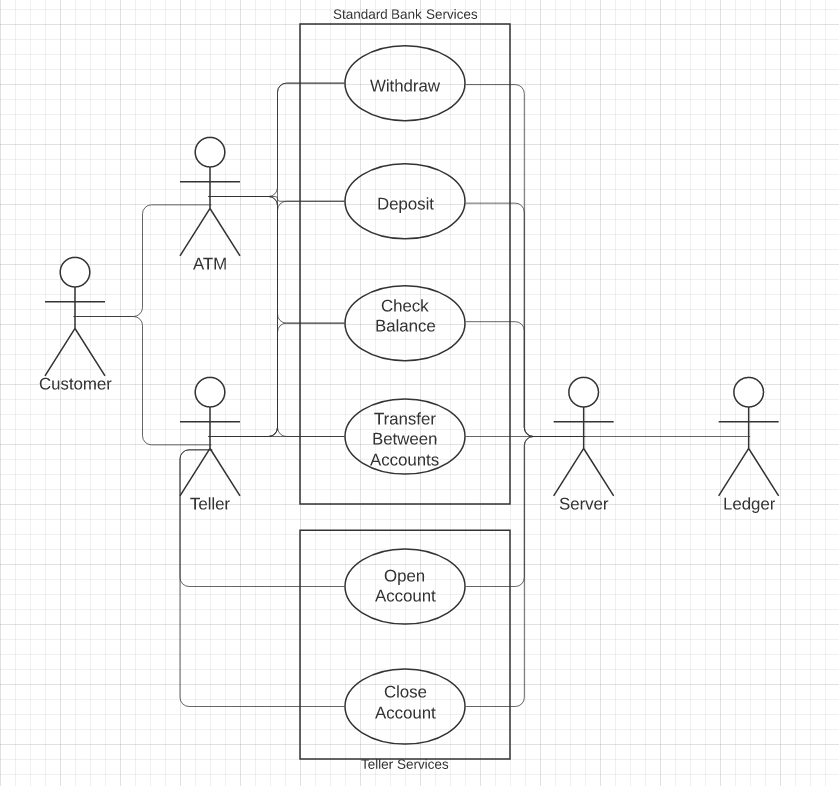 Standard Bank Services
Withdraw
Deposit
ATM
Check
Balance
Customer
Transfer
Between
Accounts
Teller
Server
Ledger
Open
Account
Close
Account
Teller Services